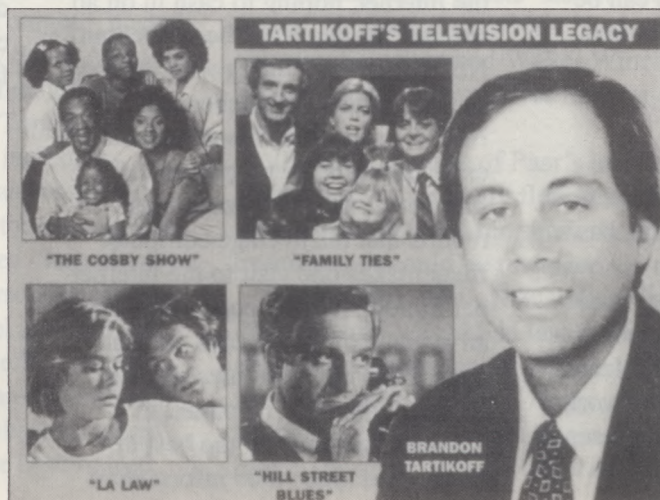 TARTIKOFF'S TELEVISION LEGACY
"THE COSBY SHOW"
"FAMILY TIES"
"LA LAW"
"HILL STREET
BLUES"
BRANDON
TARTIKOFF